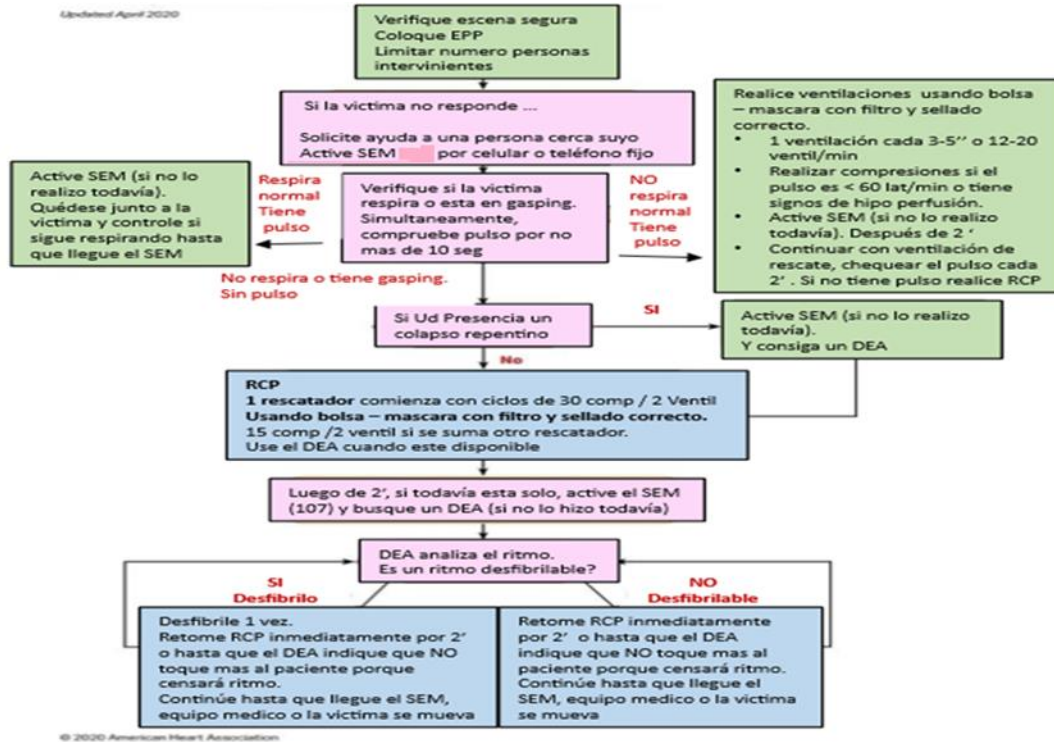 Updated April 2020
Verifique escena segura
Coloque EPP
Limitar numero personas
intervinientes
Si la victima no responde ...
Solicite ayuda a una persona cerca suyo
Active SEM por celular o teléfono fijo
Realice ventilaciones usando bolsa
– mascara con filtro y sellado
correcto.
• 1 ventilación cada 3-5’’ o 12-20
ventil/min
• Realizar compresiones si el
pulso es < 60 lat/min o tiene
signos de hipo perfusión.
• Active SEM (si no lo realizo
todavía). Después de 2 ‘
• Continuar con ventilación de
rescate, chequear el pulso cada
2’ . Si no tiene pulso realice RCP
Active SEM (si no lo realizo
todavía).
Quédese junto a la
victima y controle si
sigue respirando hasta
que llegue el SEM
Respira
normal
Tiene
pulso
Verifique si la victima
respira o esta en gasping.
Simultaneamente,
compruebe pulso por no
mas de 10 seg
NO
respira
normal
Tiene
pulso
No respira o tiene gasping.
Sin pulso
Si Ud Presencia un
colapso repentino
SI
Active SEM (si no lo realizo
todavía).
Y consiga un DEA
No
RCP
1 rescatador comienza con ciclos de 30 comp / 2 Ventil
Usando bolsa – mascara con filtro y sellado correcto.
15 comp /2 ventil si se suma otro rescatador.
Use el DEA cuando este disponible
Luego de 2’, si todavía esta solo, active el SEM
(107) y busque un DEA (si no lo hizo todavía)
DEA analiza el ritmo.
Es un ritmo desfibrilable?
SI
Desfibrilo
NO
Desfibrilable
Desfibrile 1 vez.
Retome RCP inmediatamente por 2’
o hasta que el DEA indique que NO
toque mas al paciente porque
censará ritmo.
Continúe hasta que llegue el SEM,
equipo medico o la victima se mueva
Retome RCP inmediatamente
por 2’ o hasta que el DEA
indique que NO toque mas al
paciente porque censará ritmo.
Continúe hasta que llegue el
SEM, equipo medico o la victima
se mueva
© 2020 American Heart Association